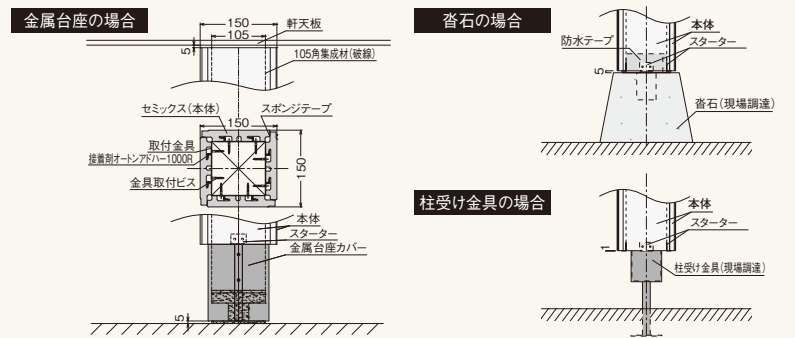 金属台座の場合
150
105
軒天板
5
105角集成材(破線)
セミックス(本体)
スポンジテープ
150
取付金具
接着剤オートンアドハー1000R
150
金具取付ビス
本体
スターター
金属台座カバー
5
沓石の場合
本体
防水テープ
スターター
5
沓石(現場調達)
柱受け金具の場合
本体
スターター
1
柱受け金具(現場調達)